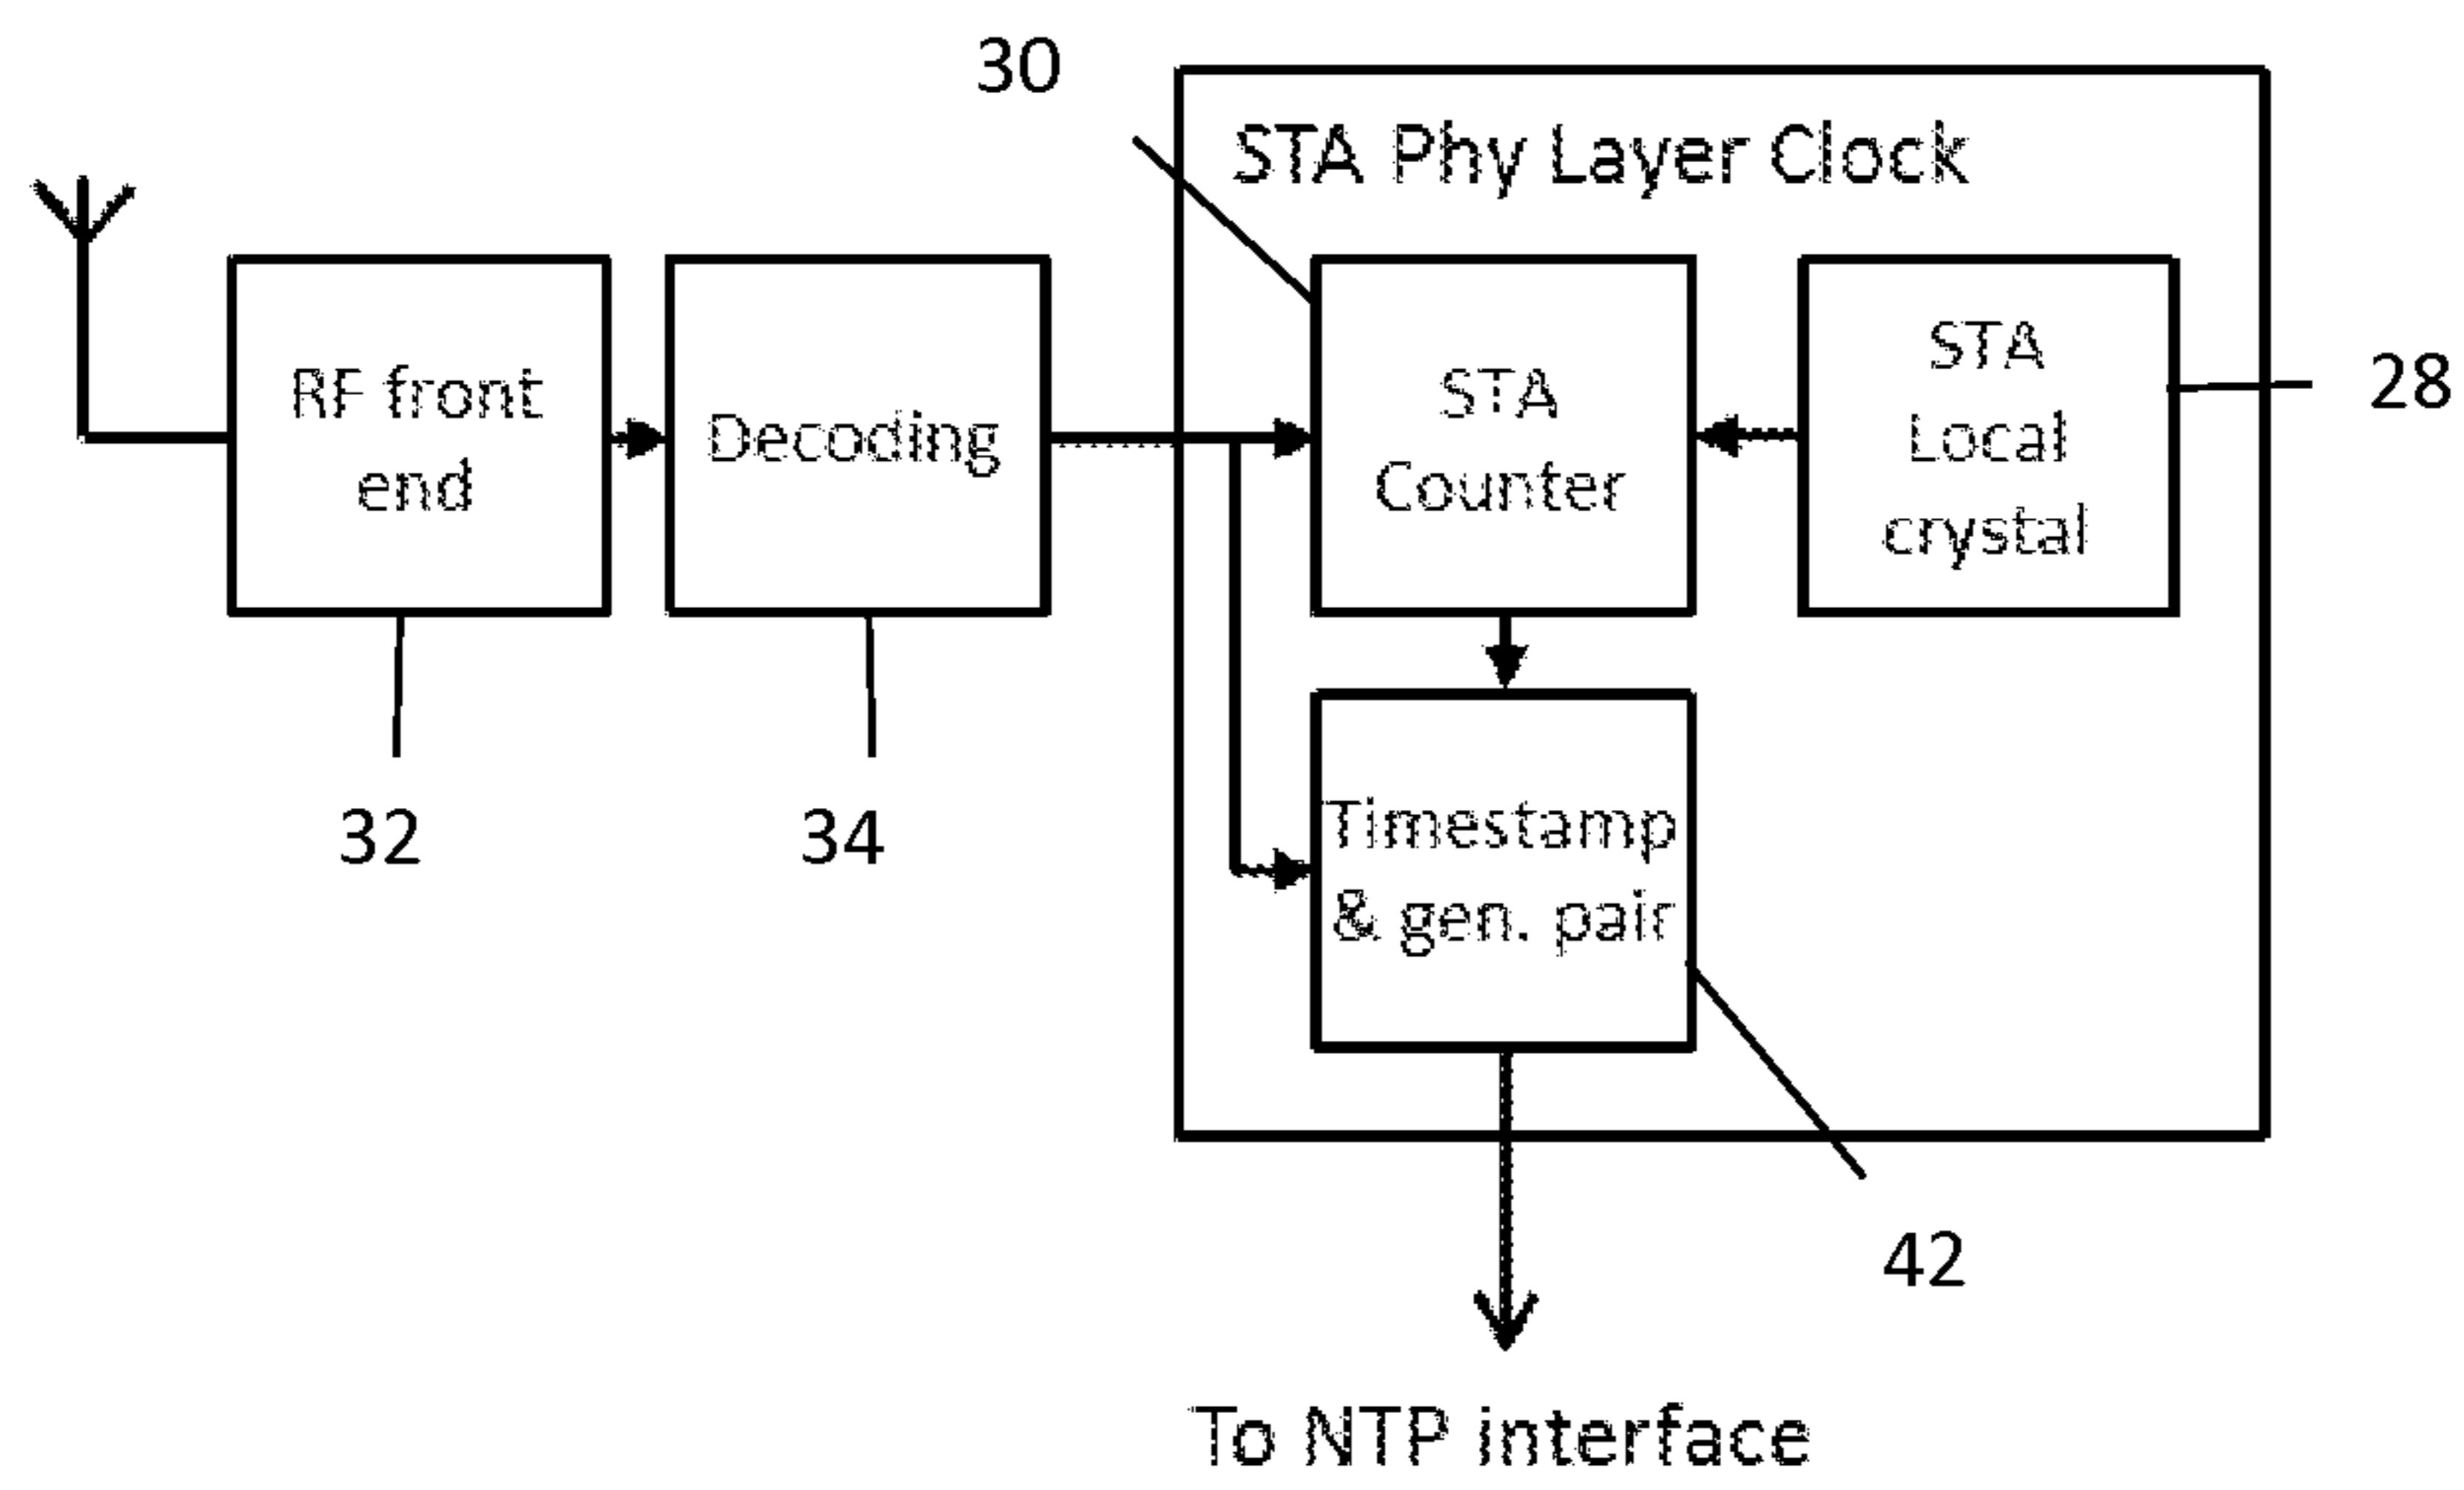 30
STA Phy Layer Clock
RF front
end
Decoding
STA
Counter
STA
Local
crystal
28
32
34
Timestamp
& gen. pair
42
To NTP interface